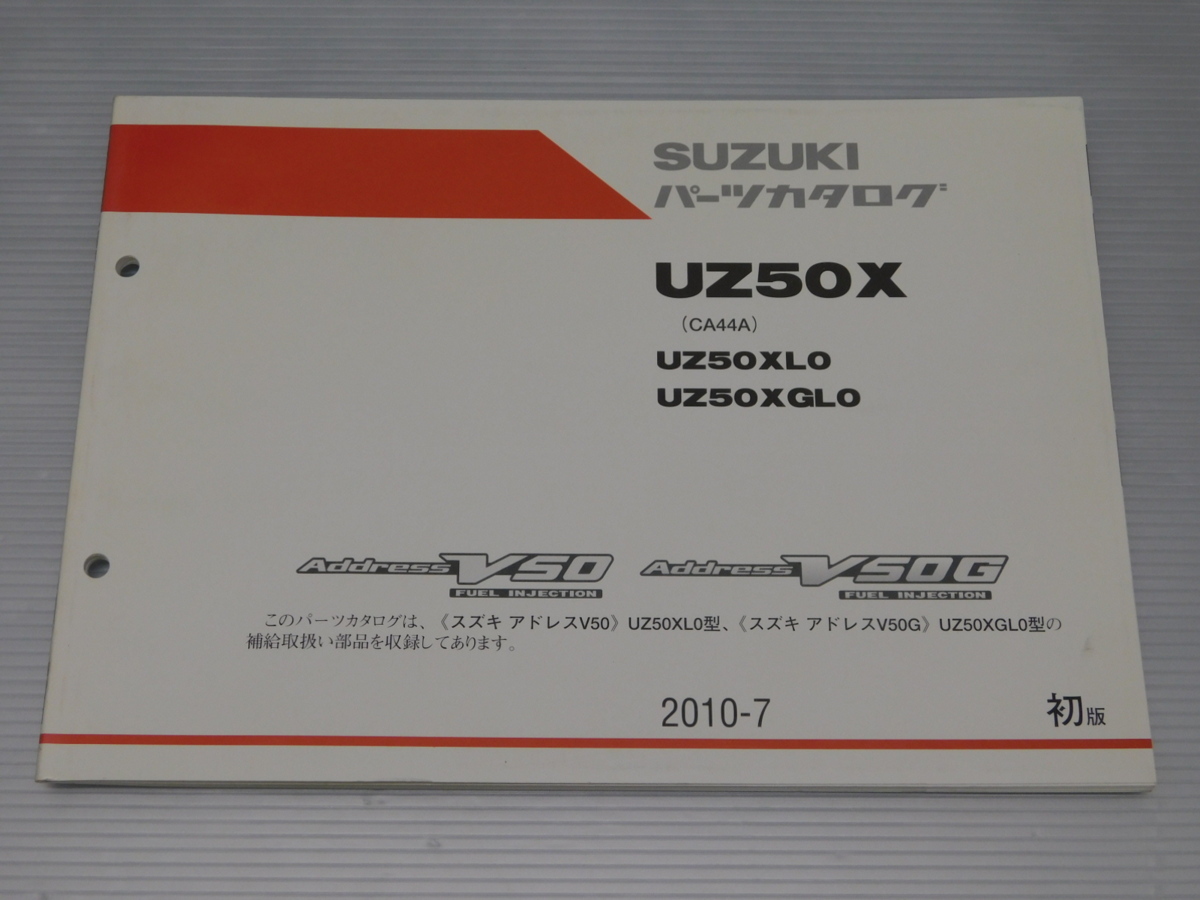 SUZUKI
パーツカタログ
UZ50X
（CA44A）
UZ50XL0
UZ50XGL0
Address V50
FUEL INJECTION
Address V50G
FUEL INJECTION
このパーツカタログは、《スズキ アドレスV50》UZ50XL0型、《スズキ アドレスV50G》UZ50XGL0型の
補給取扱い部品を収録してあります。
2010-7
初版